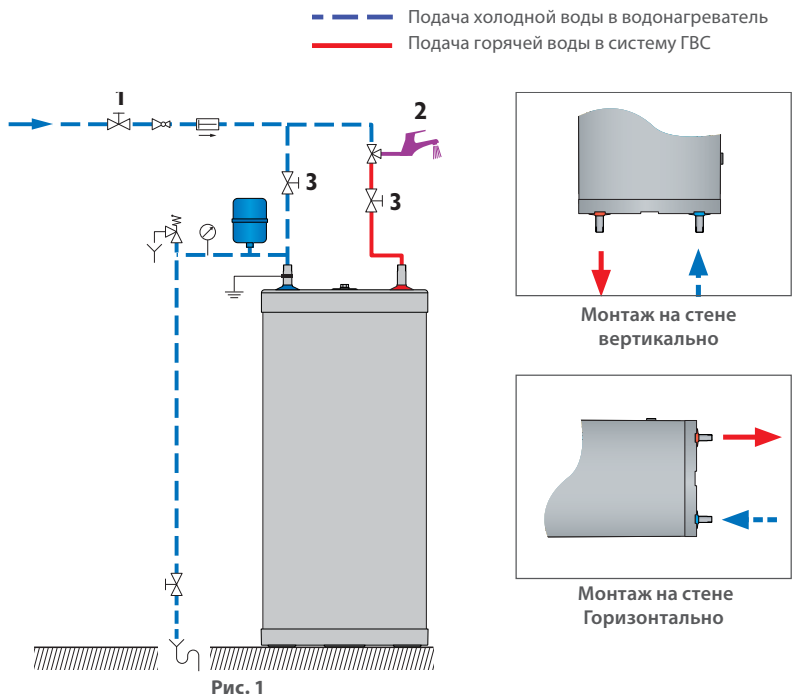 Подача холодной воды в водонагреватель
Подача горячей воды в систему ГВС
1
2
3
3
Монтаж на стене
вертикально
Монтаж на стене
Горизонтально
Рис. 1